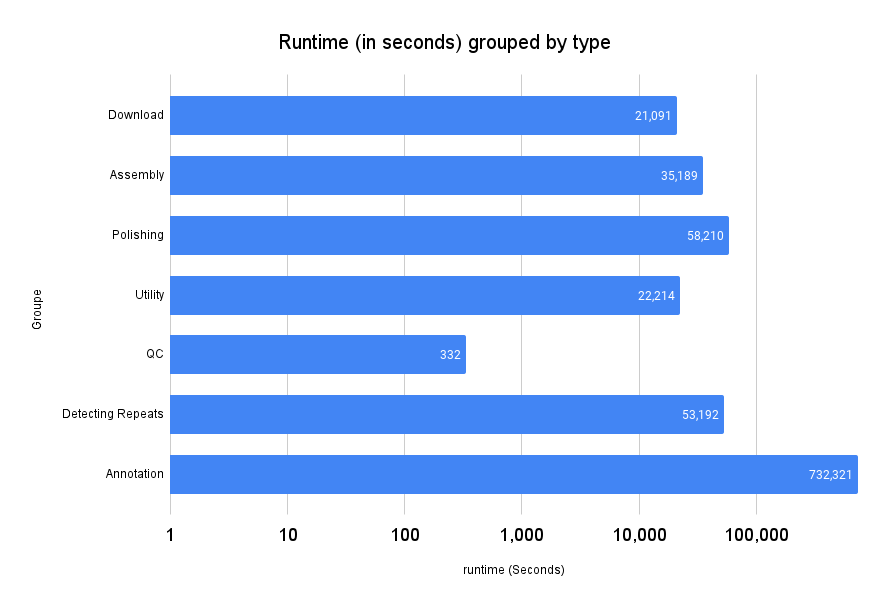 Runtime (in seconds) grouped by type
Groupe
Download 21,091
Assembly 35,189
Polishing 58,210
Utility 22,214
QC 332
Detecting Repeats 53,192
Annotation 732,321
1 10 100 1,000 10,000 100,000
runtime (Seconds)